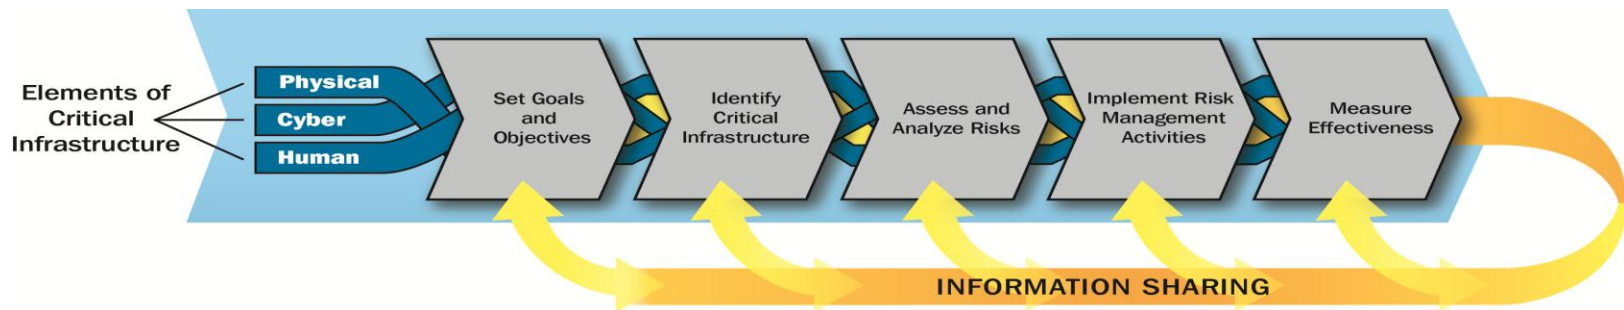 Elements of
Critical
Infrastructure
Physical
Cyber
Human
Set Goals
and
Objectives
Identify
Critical
Infrastructure
Assess and
Analyze Risks
Implement Risk
Management
Activities
Measure
Effectiveness
INFORMATION SHARING